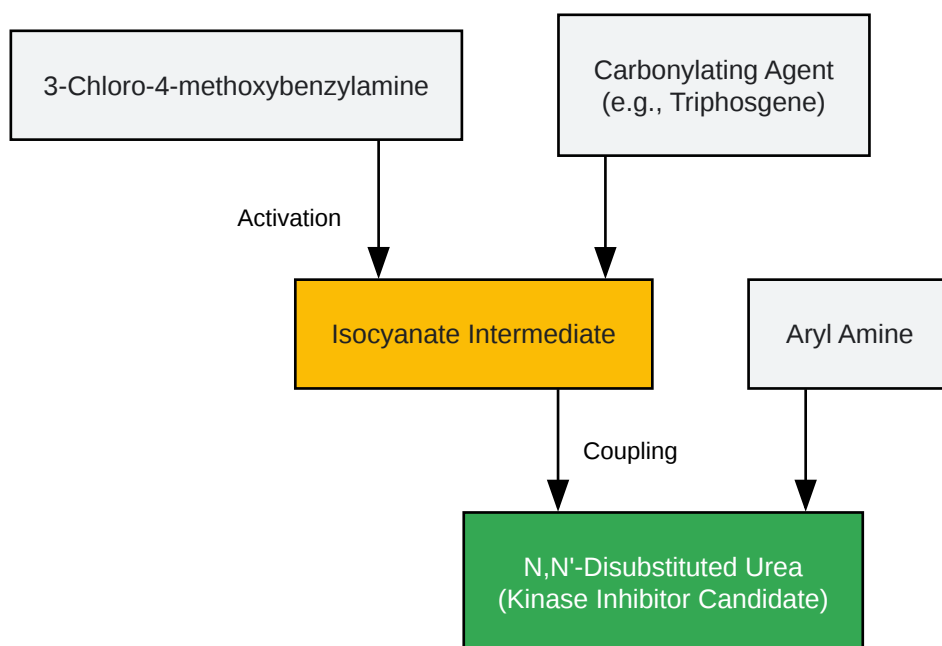 3-Chloro-4-methoxybenzylamine
Carbonylating Agent
(e.g., Triphosgene)
Activation
Isocyanate Intermediate
Aryl Amine
Coupling
N,N'-Disubstituted Urea
(Kinase Inhibitor Candidate)